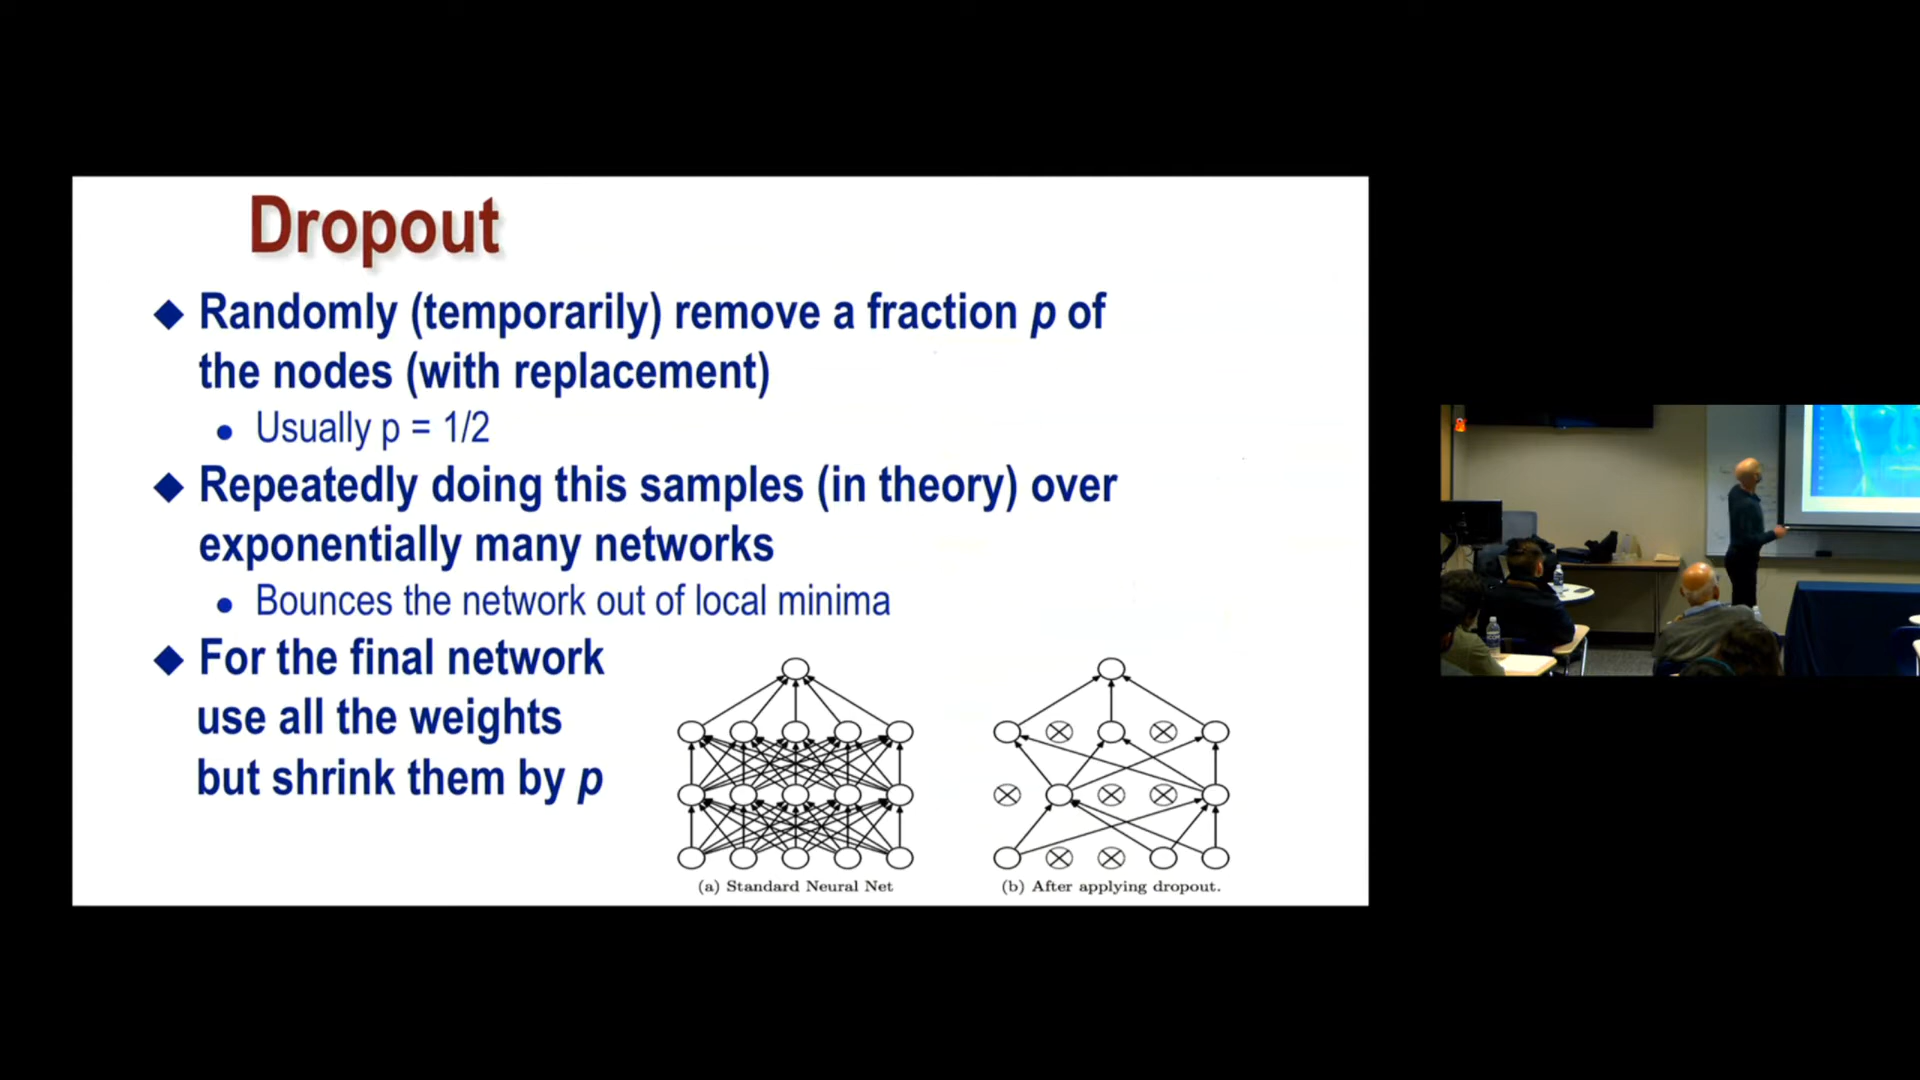 Dropout
◆ Randomly (temporarily) remove a fraction p of
the nodes (with replacement)
• Usually p = 1/2
◆ Repeatedly doing this samples (in theory) over
exponentially many networks
• Bounces the network out of local minima
◆ For the final network
use all the weights
but shrink them by p
(a) Standard Neural Net
(b) After applying dropout.